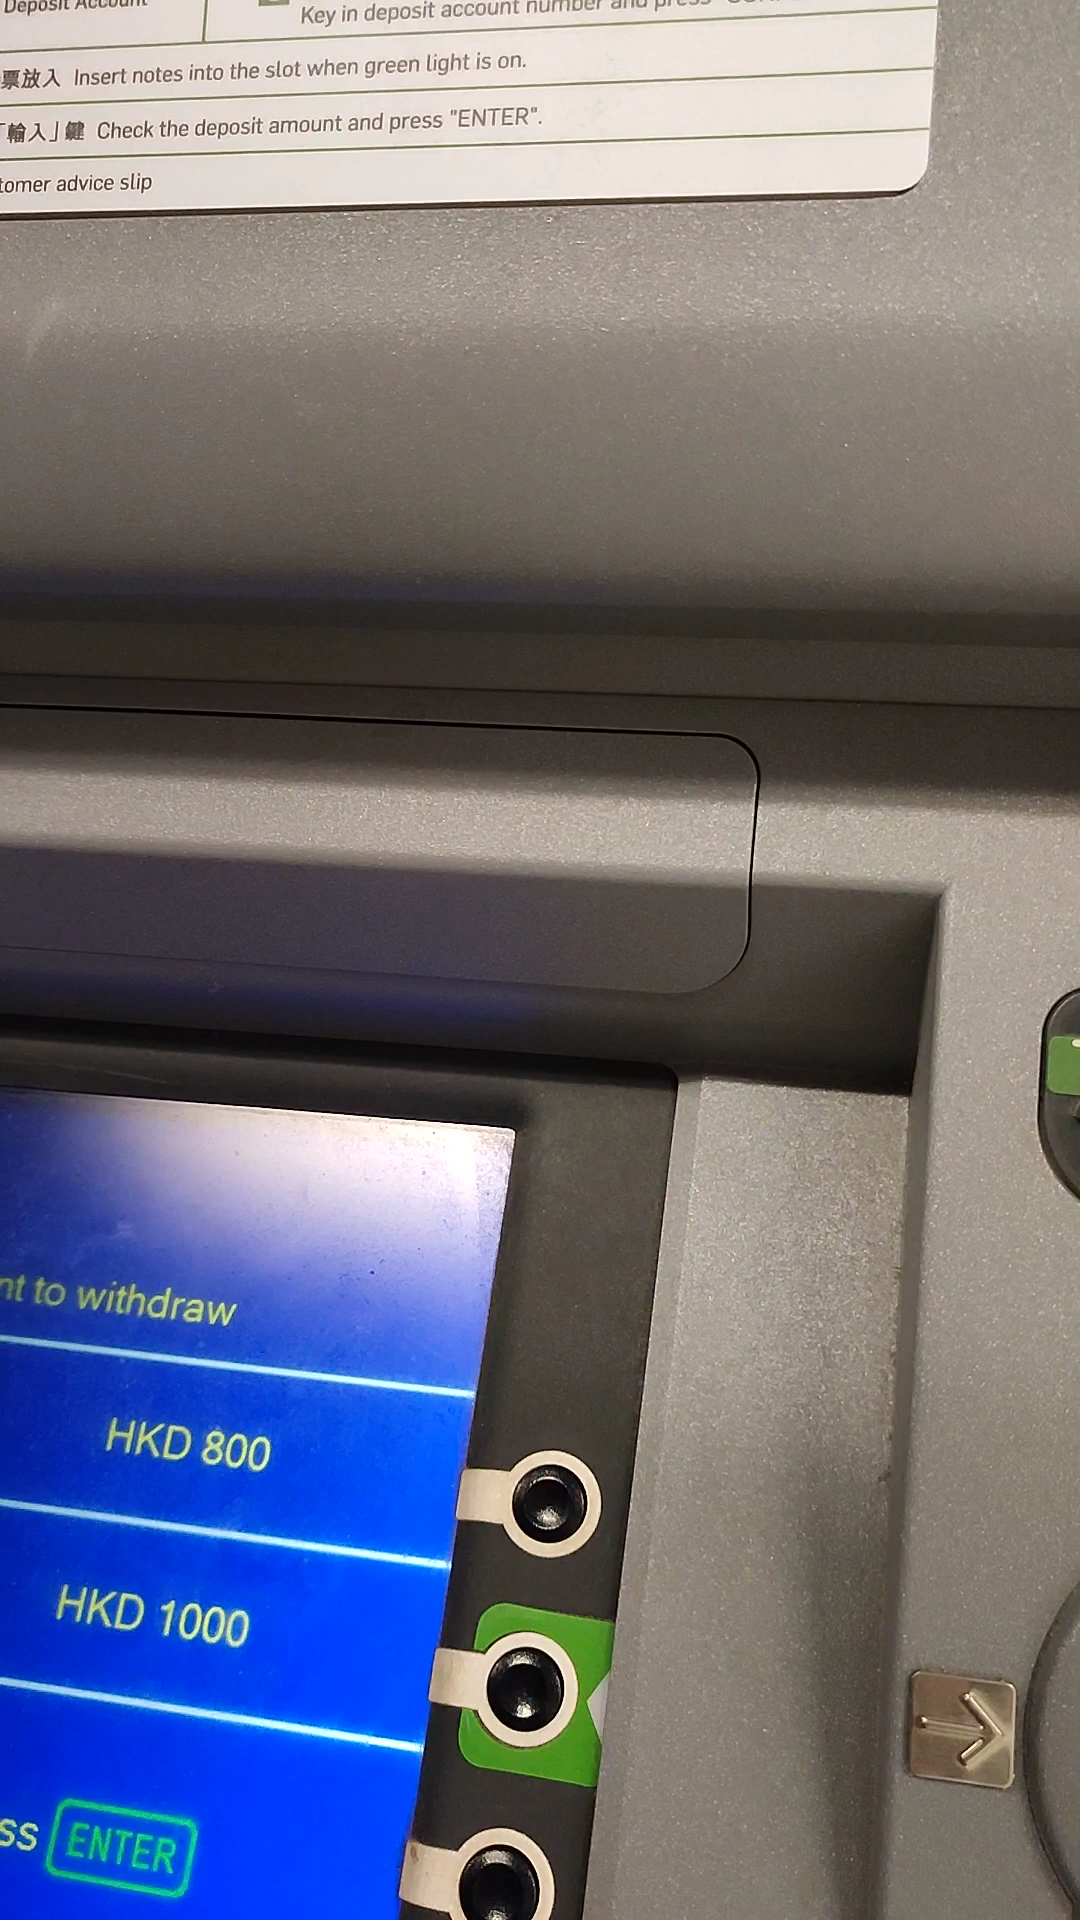 Deposit Account
Key in deposit account number and press
票放入 Insert notes into the slot when green light is on.
「輸入」鍵 Check the deposit amount and press "ENTER".
tomer advice slip
nt to withdraw
HKD 800
HKD 1000
ss ENTER